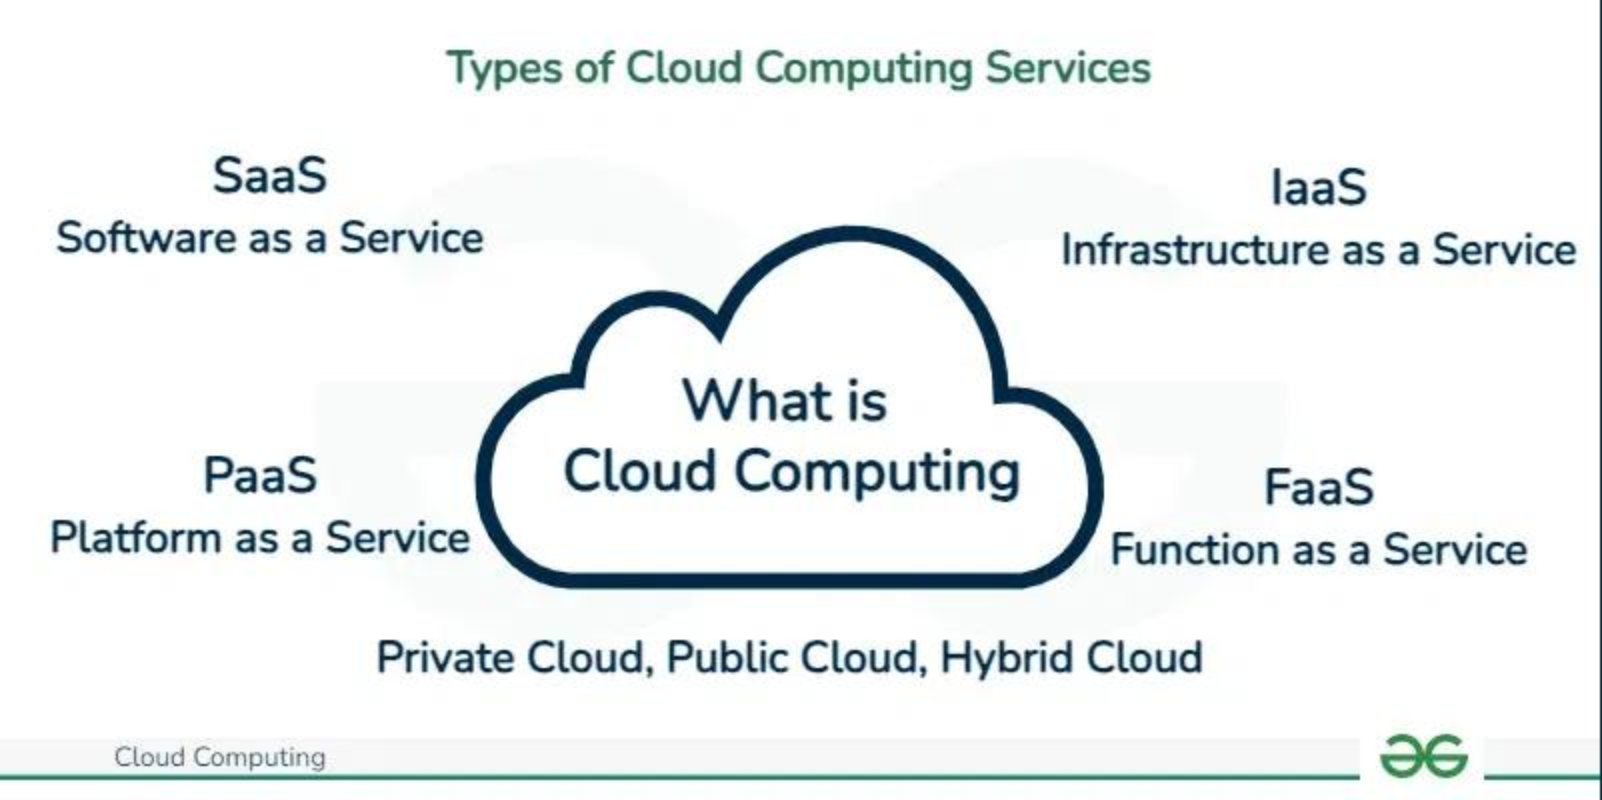 Types of Cloud Computing Services
SaaS
Software as a Service
IaaS
Infrastructure as a Service
What is
Cloud Computing
PaaS
Platform as a Service
FaaS
Function as a Service
Private Cloud, Public Cloud, Hybrid Cloud
Cloud Computing